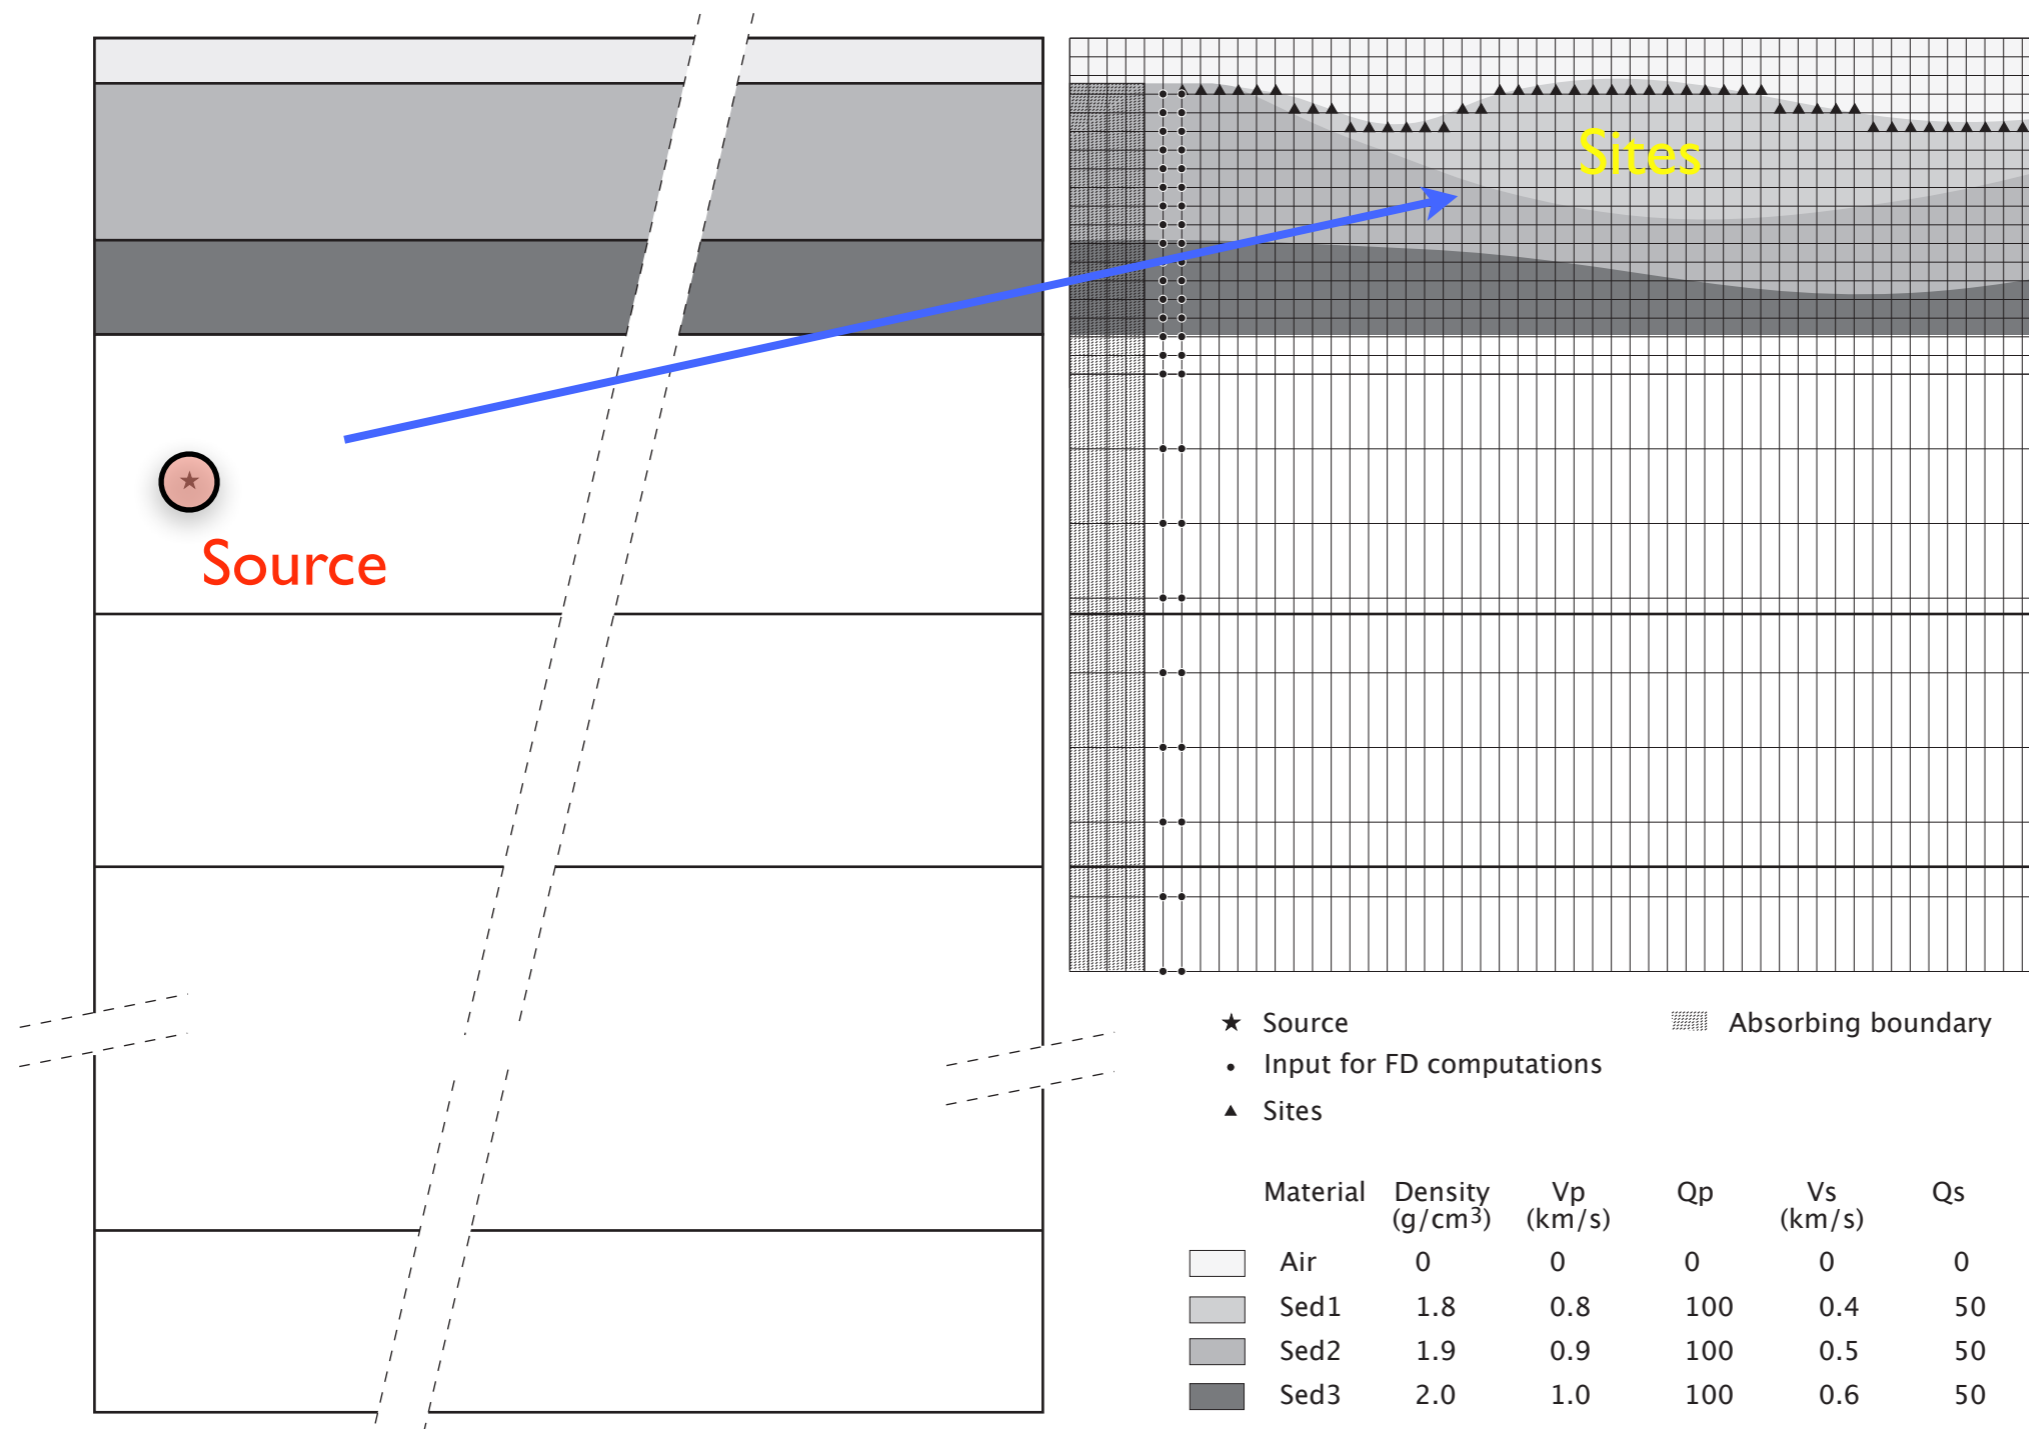 Sites
Source
★ Source
Absorbing boundary
• Input for FD computations
▲ Sites
Material Density Vp Qp Vs Qs
(g/cm³) (km/s) (km/s)
Air 0 0 0 0 0
Sed1 1.8 0.8 100 0.4 50
Sed2 1.9 0.9 100 0.5 50
Sed3 2.0 1.0 100 0.6 50